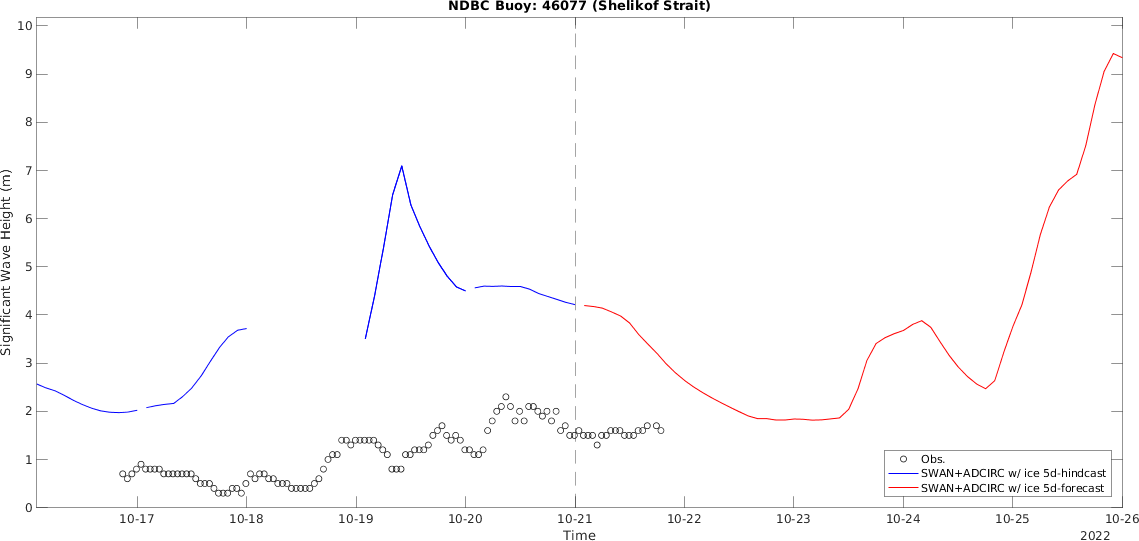 NDBC Buoy: 46077 (Shelikof Strait)
Significant Wave Height (m)
10
9
8
7
6
5
4
3
2
1
0
10-17 10-18 10-19 10-20 10-21 10-22 10-23 10-24 10-25 10-26
Time
2022
Obs.
SWAN+ADCIRC w/ ice 5d-hindcast
SWAN+ADCIRC w/ ice 5d-forecast